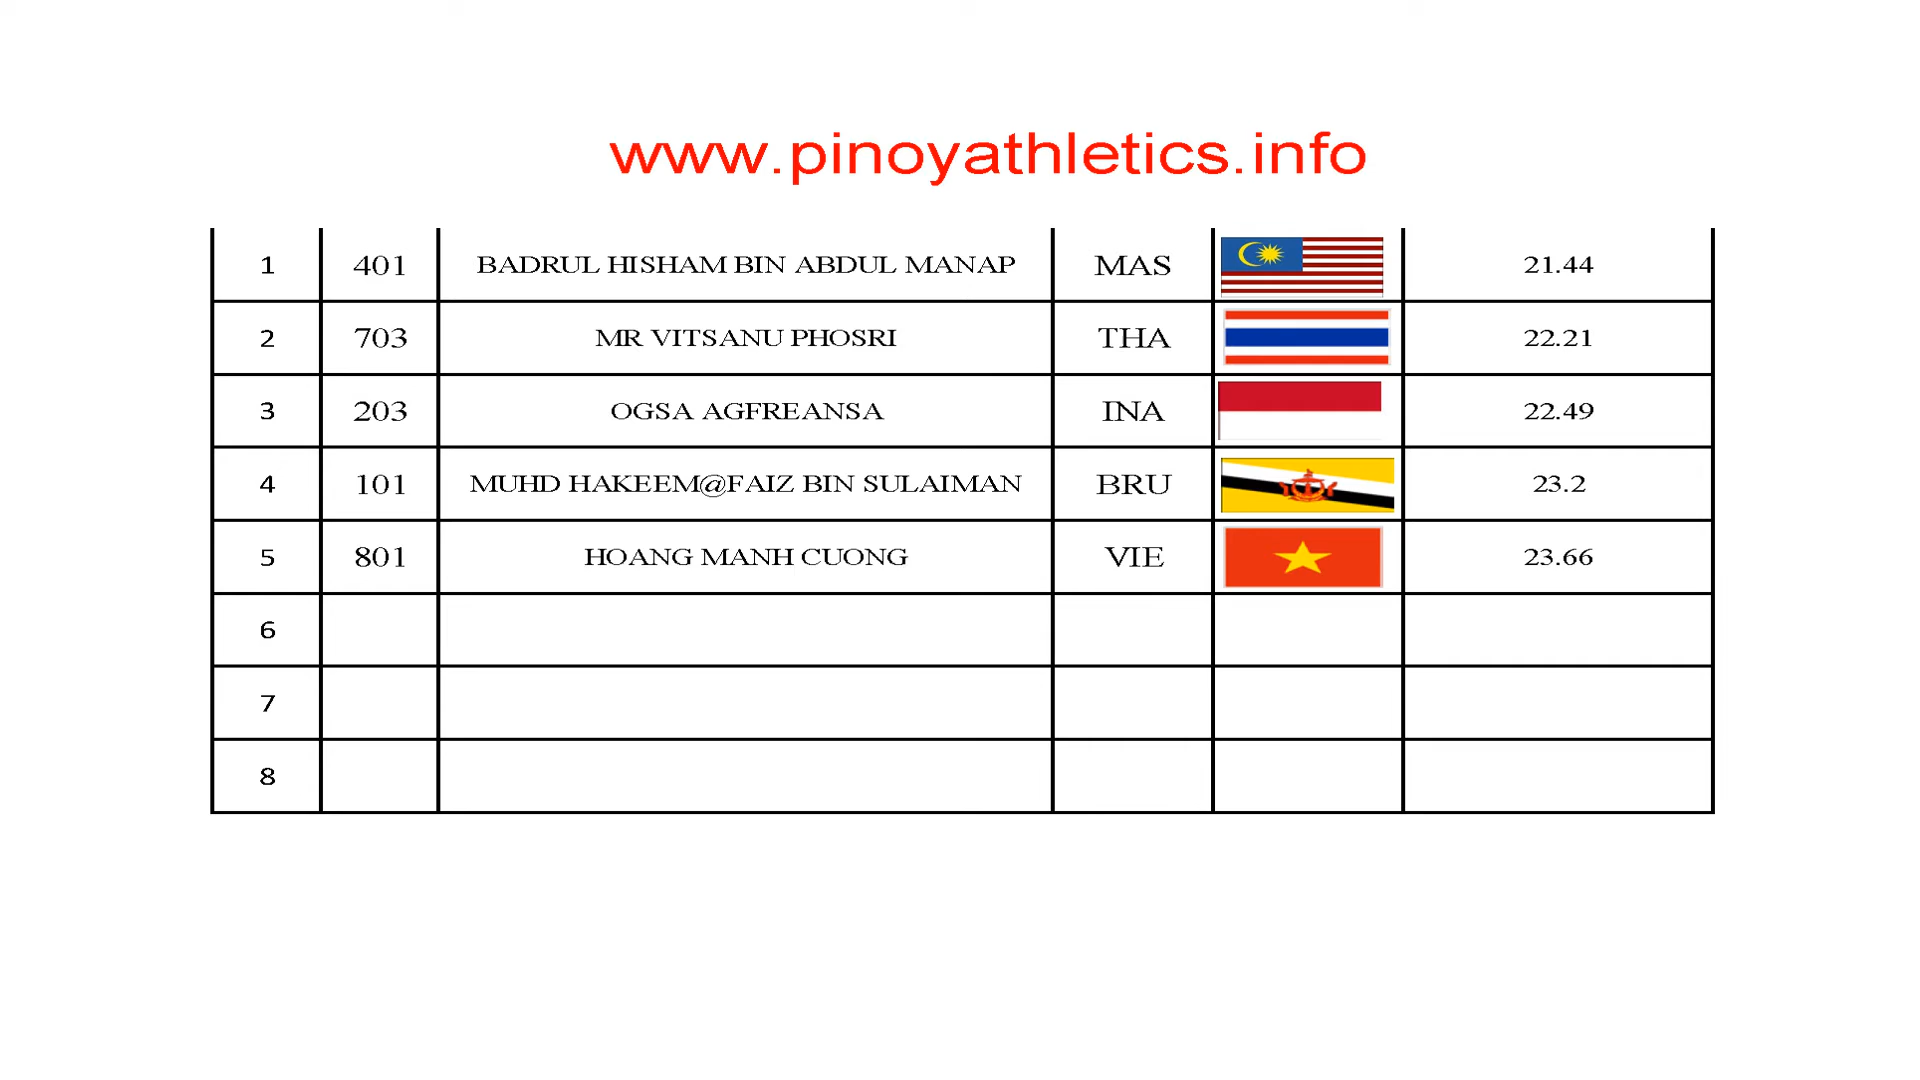 www.pinoyathletics.info
1 401 BADRUL HISHAM BIN ABDUL MANAP MAS 21.44
2 703 MR VITSANU PHOSRI THA 22.21
3 203 OGSA AGFREANSA INA 22.49
4 101 MUHD HAKEEM@FAIZ BIN SULAIMAN BRU 23.2
5 801 HOANG MANH CUONG VIE 23.66
6
7
8